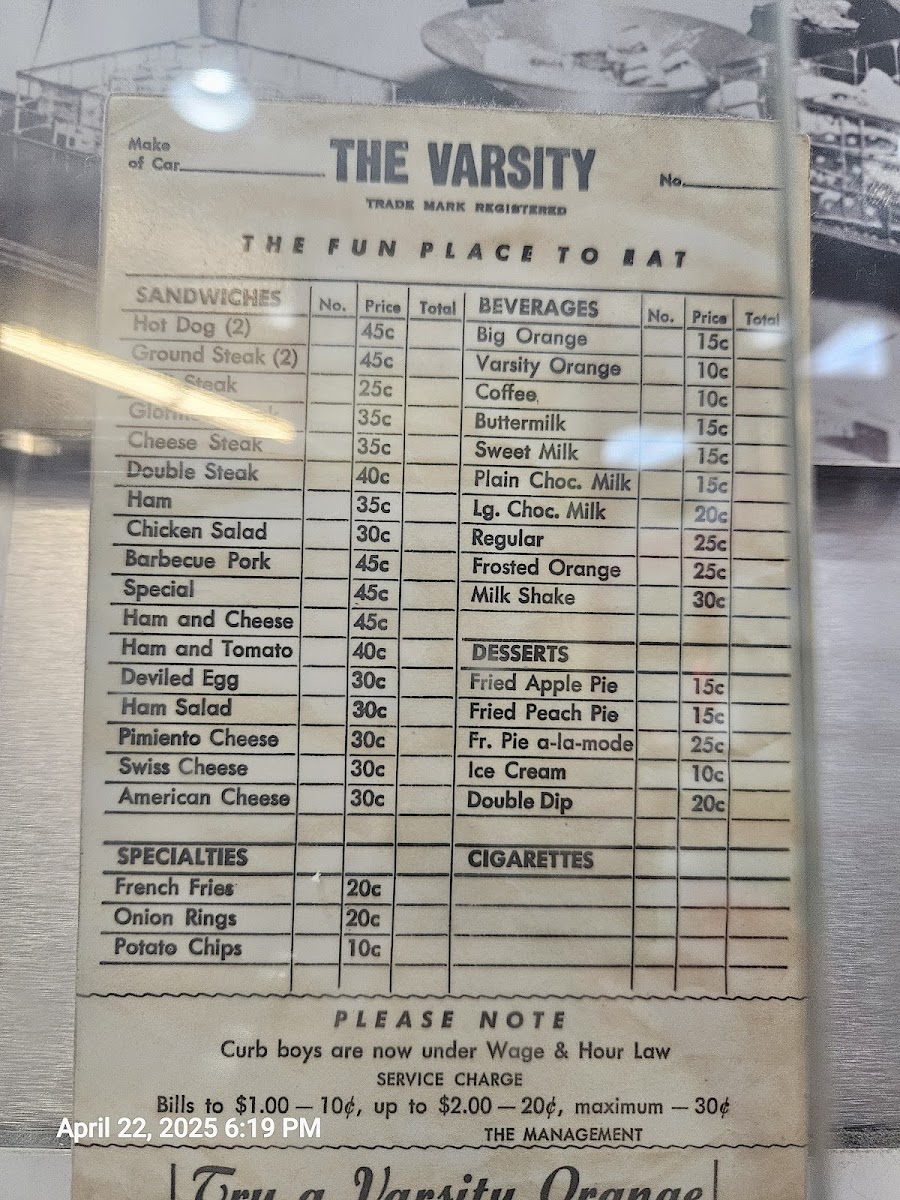 Make
of Car
THE VARSITY
No.
TRADE MARK REGISTERED
THE FUN PLACE TO EAT
SANDWICHES No. Price Total
Hot Dog (2) 45c
Ground Steak (2) 45c
Steak 25c
35c
Cheese Steak 35c
Double Steak 40c
Ham 35c
Chicken Salad 30c
Barbecue Pork 45c
Special 45c
Ham and Cheese 45c
Ham and Tomato 40c
Deviled Egg 30c
Ham Salad 30c
Pimiento Cheese 30c
Swiss Cheese 30c
American Cheese 30c
SPECIALTIES
French Fries 20c
Onion Rings 20c
Potato Chips 10c
BEVERAGES No. Price Total
Big Orange 15c
Varsity Orange 10c
Coffee 10c
Buttermilk 15c
Sweet Milk 15c
Plain Choc. Milk 15c
Lg. Choc. Milk 20c
Regular 25c
Frosted Orange 25c
Milk Shake 30c
DESSERTS
Fried Apple Pie 15c
Fried Peach Pie 15c
Fr. Pie a-la-mode 25c
Ice Cream 10c
Double Dip 20c
CIGARETTES
PLEASE NOTE
Curb boys are now under Wage & Hour Law
SERVICE CHARGE
Bills to $1.00 — 10¢, up to $2.00 — 20¢, maximum — 30¢
THE MANAGEMENT
Try a Varsity Orange
April 22, 2025 6:19 PM